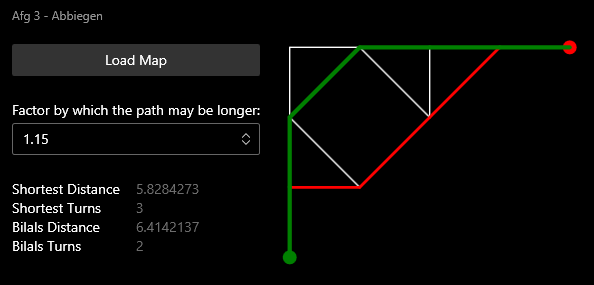 Afg 3 - Abbiegen
Load Map
Factor by which the path may be longer:
1.15
Shortest Distance 5.8284273
Shortest Turns 3
Bilals Distance 6.4142137
Bilals Turns 2